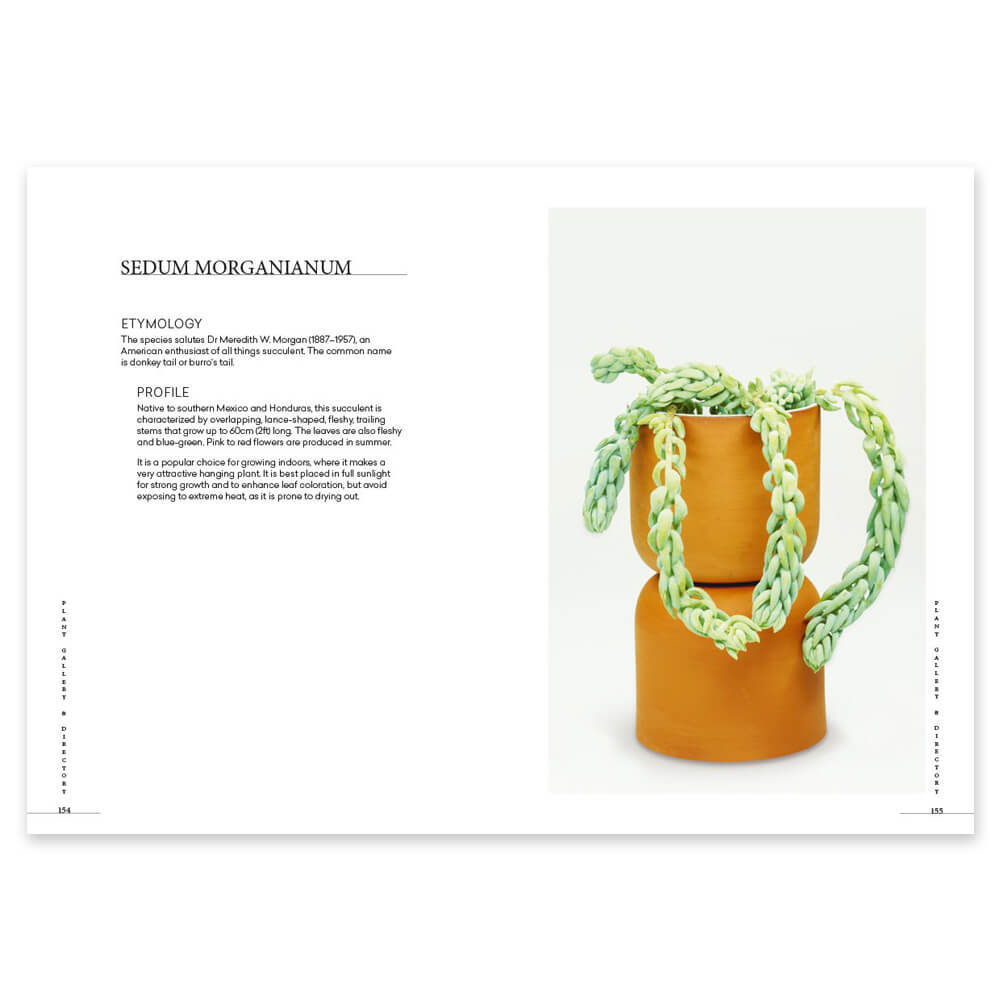 SEDUM MORGANIANUM
ETYMOLOGY
The species salutes Dr Meredith W. Morgan (1887–1957), an
American enthusiast of all things succulent. The common name
is donkey tail or burro's tail.
PROFILE
Native to southern Mexico and Honduras, this succulent is
characterized by overlapping, lance-shaped, fleshy, trailing
stems that grow up to 60cm (2ft) long. The leaves are also fleshy
and blue-green. Pink to red flowers are produced in summer.
It is a popular choice for growing indoors, where it makes a
very attractive hanging plant. It is best placed in full sunlight
for strong growth and to enhance leaf coloration, but avoid
exposing to extreme heat, as it is prone to drying out.
PLANT GALLERY & DIRECTORY
154
PLANT GALLERY & DIRECTORY
155